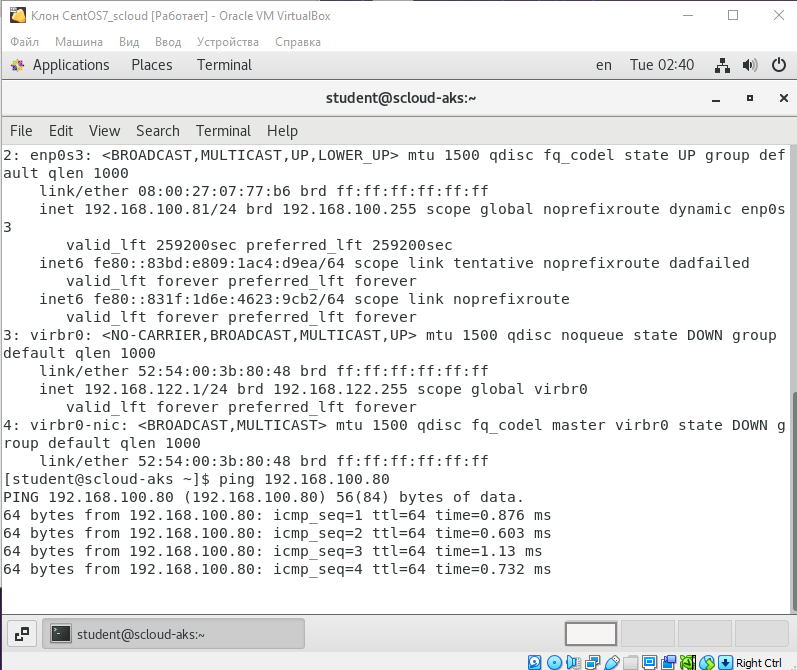 Клон CentOS7_scloud [Работает] - Oracle VM VirtualBox
Файл Машина Вид Ввод Устройства Справка
Applications Places Terminal en Tue 02:40
student@scloud-aks:~
File Edit View Search Terminal Help
2: enp0s3: <BROADCAST,MULTICAST,UP,LOWER_UP> mtu 1500 qdisc fq_codel state UP group def
ault qlen 1000
link/ether 08:00:27:07:77:b6 brd ff:ff:ff:ff:ff:ff
inet 192.168.100.81/24 brd 192.168.100.255 scope global noprefixroute dynamic enp0s
3
valid_lft 259200sec preferred_lft 259200sec
inet6 fe80::83bd:e809:1ac4:d9ea/64 scope link tentative noprefixroute dadfailed
valid_lft forever preferred_lft forever
inet6 fe80::831f:1d6e:4623:9cb2/64 scope link noprefixroute
valid_lft forever preferred_lft forever
3: virbr0: <NO-CARRIER,BROADCAST,MULTICAST,UP> mtu 1500 qdisc noqueue state DOWN group
default qlen 1000
link/ether 52:54:00:3b:80:48 brd ff:ff:ff:ff:ff:ff
inet 192.168.122.1/24 brd 192.168.122.255 scope global virbr0
valid_lft forever preferred_lft forever
4: virbr0-nic: <BROADCAST,MULTICAST> mtu 1500 qdisc fq_codel master virbr0 state DOWN g
roup default qlen 1000
link/ether 52:54:00:3b:80:48 brd ff:ff:ff:ff:ff:ff
[student@scloud-aks ~]$ ping 192.168.100.80
PING 192.168.100.80 (192.168.100.80) 56(84) bytes of data.
64 bytes from 192.168.100.80: icmp_seq=1 ttl=64 time=0.876 ms
64 bytes from 192.168.100.80: icmp_seq=2 ttl=64 time=0.603 ms
64 bytes from 192.168.100.80: icmp_seq=3 ttl=64 time=1.13 ms
64 bytes from 192.168.100.80: icmp_seq=4 ttl=64 time=0.732 ms
student@scloud-aks:~
Right Ctrl